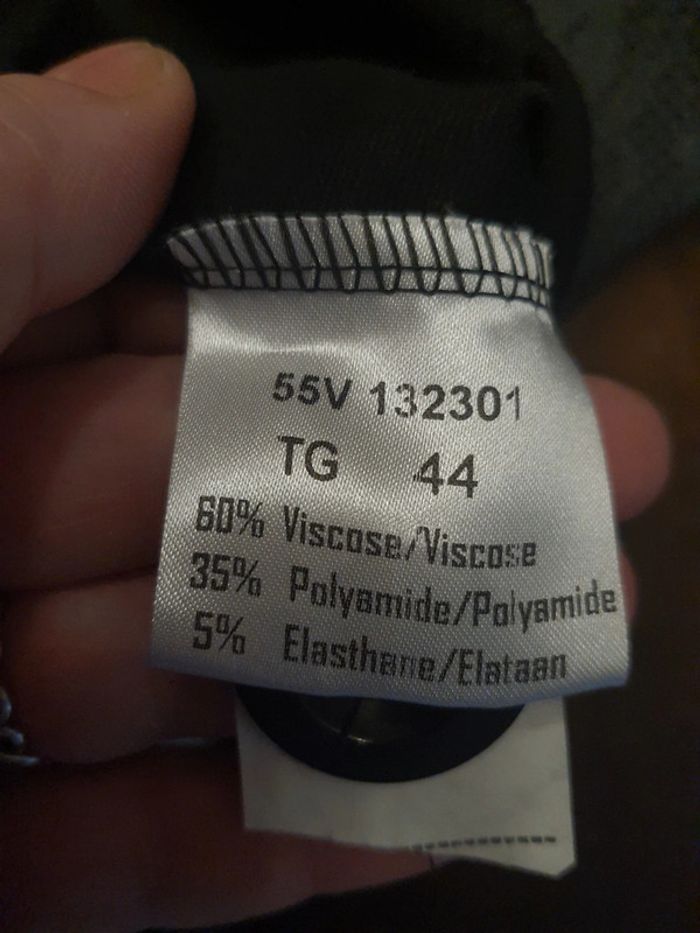 55V 132301
TG 44
60% Viscose/Viscose
35% Polyamide/Polyamide
5% Elasthane/Elataan